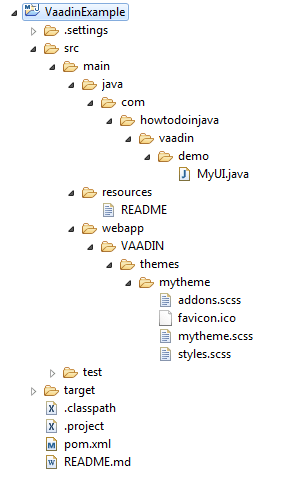 VaadinExample
.settings
src
main
java
com
howtodoinjava
vaadin
demo
MyUI.java
resources
README
webapp
VAADIN
themes
mytheme
addons.scss
favicon.ico
mytheme.scss
styles.scss
test
target
.classpath
.project
pom.xml
README.md